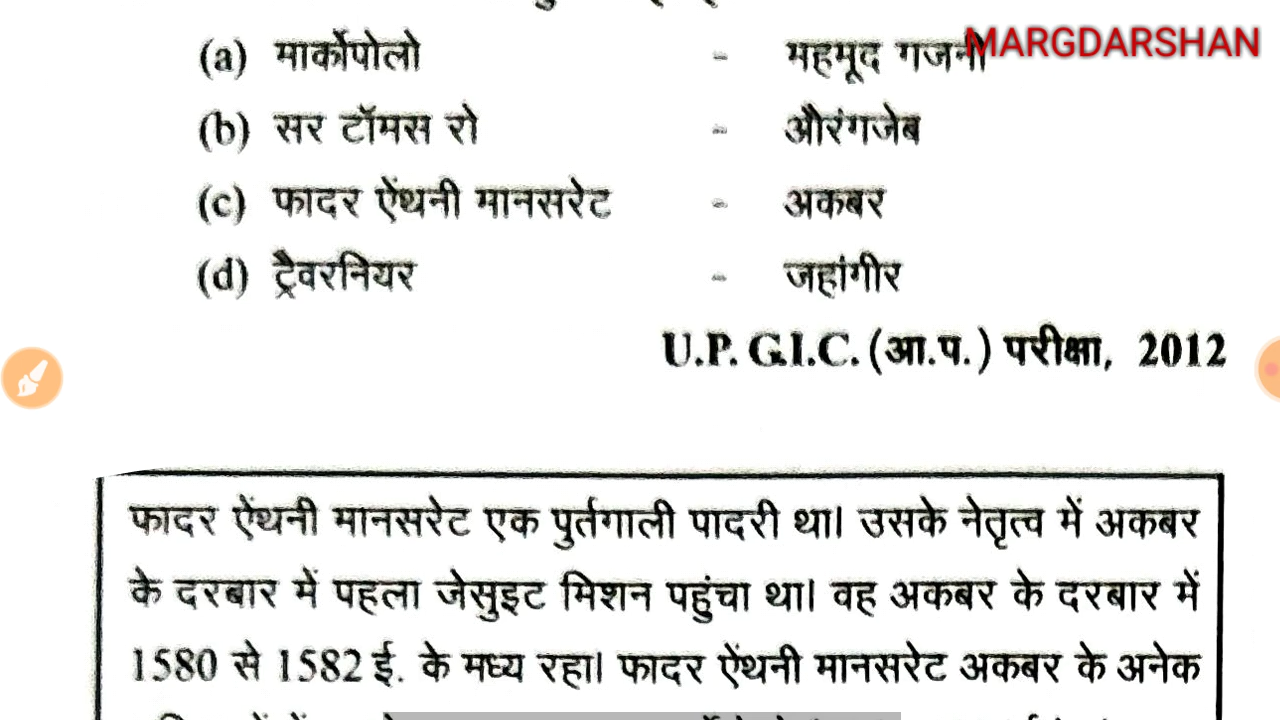 MARGDARSHAN
(a) मार्कोपोलो - महमूद गजनी
(b) सर टॉमस रो - औरंगजेब
(c) फादर ऐंथनी मानसरेट - अकबर
(d) ट्रैवरनियर - जहांगीर
U.P. G.I.C. (आ.प.) परीक्षा, 2012
फादर ऐंथनी मानसरेट एक पुर्तगाली पादरी था। उसके नेतृत्व में अकबर
के दरबार में पहला जेसुइट मिशन पहुंचा था। वह अकबर के दरबार में
1580 से 1582 ई. के मध्य रहा। फादर ऐंथनी मानसरेट अकबर के अनेक